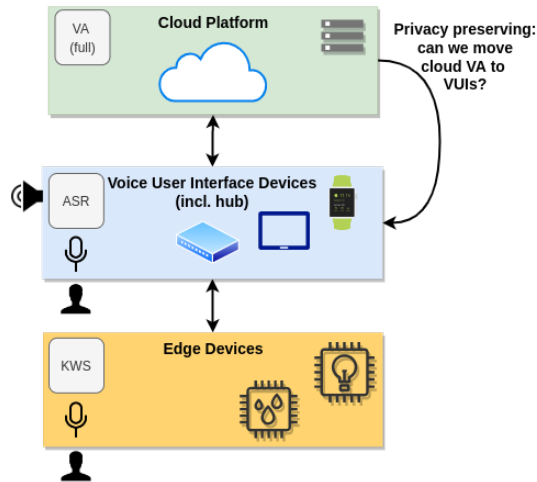 VA
(full)
Cloud Platform
Privacy preserving:
can we move
cloud VA to
VUIs?
ASR
Voice User Interface Devices
(incl. hub)
KWS
Edge Devices